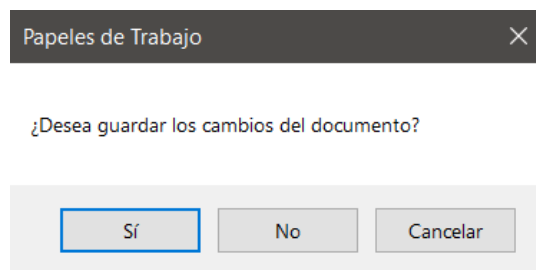 Papeles de Trabajo
¿Desea guardar los cambios del documento?
Sí No Cancelar